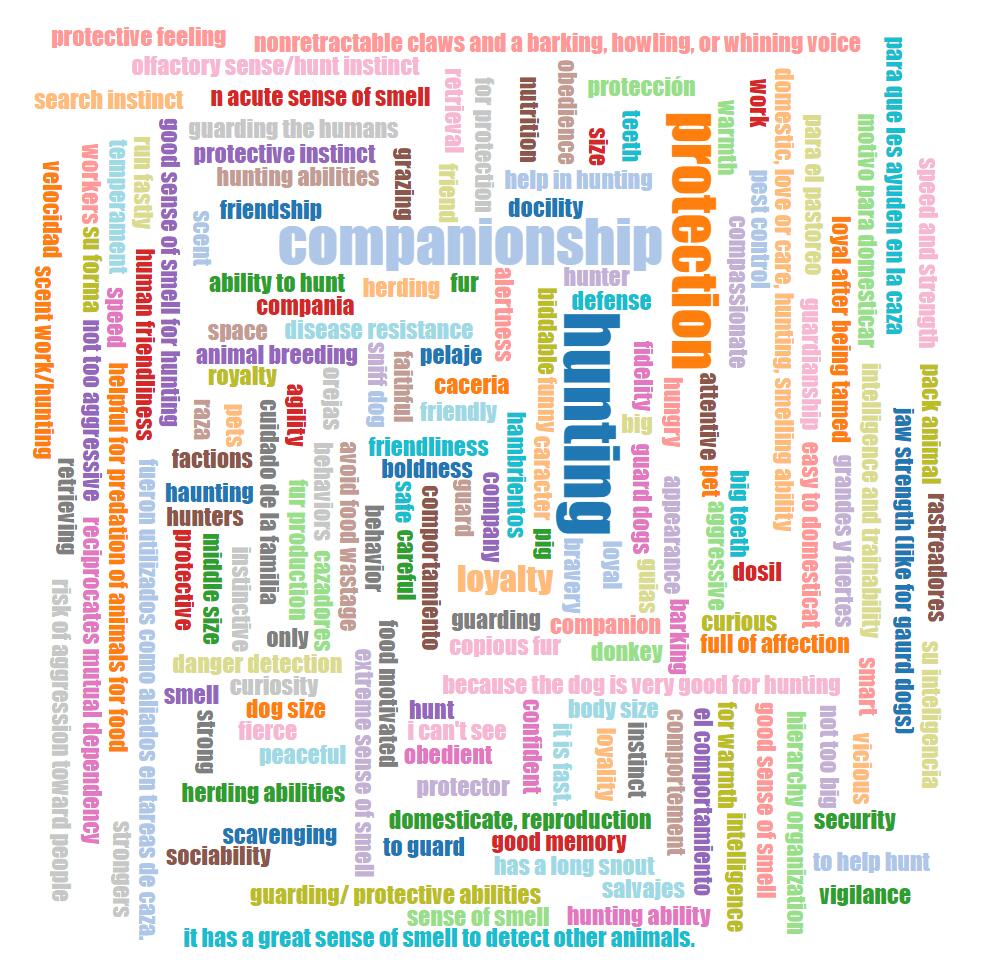 protective feeling
nonretractable claws and a barking, howling, or whining voice
olfactory sense/hunt instinct
search instinct
n acute sense of smell
retrieval
for protection
nutrition
obedience
size
protección
teeth
protection
warmth
work
domestic, love or care, hunting, smelling ability
para que les ayuden en la caza
para el pastoreo
motivo para domesticar
speed and strength
guarding the humans
protective instinct
hunting abilities
grazing
friend
help in hunting
docility
friendship
scent
good sense of smell for hunting
run fastly
temperament
workers
velocidad
companionship
compassionate
pest control
loyal after being tamed
ability to hunt
herding
fur
alertness
hunter
defense
compania
biddable
hunting
space
disease resistance
animal breeding
sniff dog
faithful
pelaje
royalty
caceria
human friendliness
speed
su forma
scent work/hunting
not too aggressive
helpful for predation of animals for food
agility
orejas
friendly
funny caracter
fidelity
big
hungry
attentive
guardianship
intelligence and trainability
pack animal
raza
pets
cuidado de la familia
lambrientos
friendliness
boldness
factions
haunting
hunters
retrieving
fueron utilizados como aliados en tareas de caza.
behaviors
avoid food wastage
fur production
cazadores
behavior
safe
careful
comportamiento
guard
company
pig
guard dogs
appearance
pet
big teeth
aggressive
easy to domesticat
grandes y fuertes
jaw strength (like for gaurd dogs)
rastreadores
reciprocates mutual dependency
protective
middle size
iistinctive
loyalty
bravery
loyal
guias
dosil
risk of aggression toward people
only
guarding
companion
barking
curious
full of affection
copious fur
donkey
danger detection
food motivated
extreme sense of smell
because the dog is very good for hunting
smart
su inteligencia
smell
curiosity
dog size
hunt
confident
body size
strong
fierce
i can't see
it is fast.
loyality
instinct
comportement
el comportamiento
for warmth
good sense of smell
hierarchy organization
not too big
vicious
peaceful
obedient
protector
herding abilities
domesticate, reproduction
security
strongers
scavenging
sociability
to guard
good memory
intelligence
has a long snout
to help hunt
guarding/ protective abilities
salvajes
vigilance
sense of smell
hunting ability
it has a great sense of smell to detect other animals.